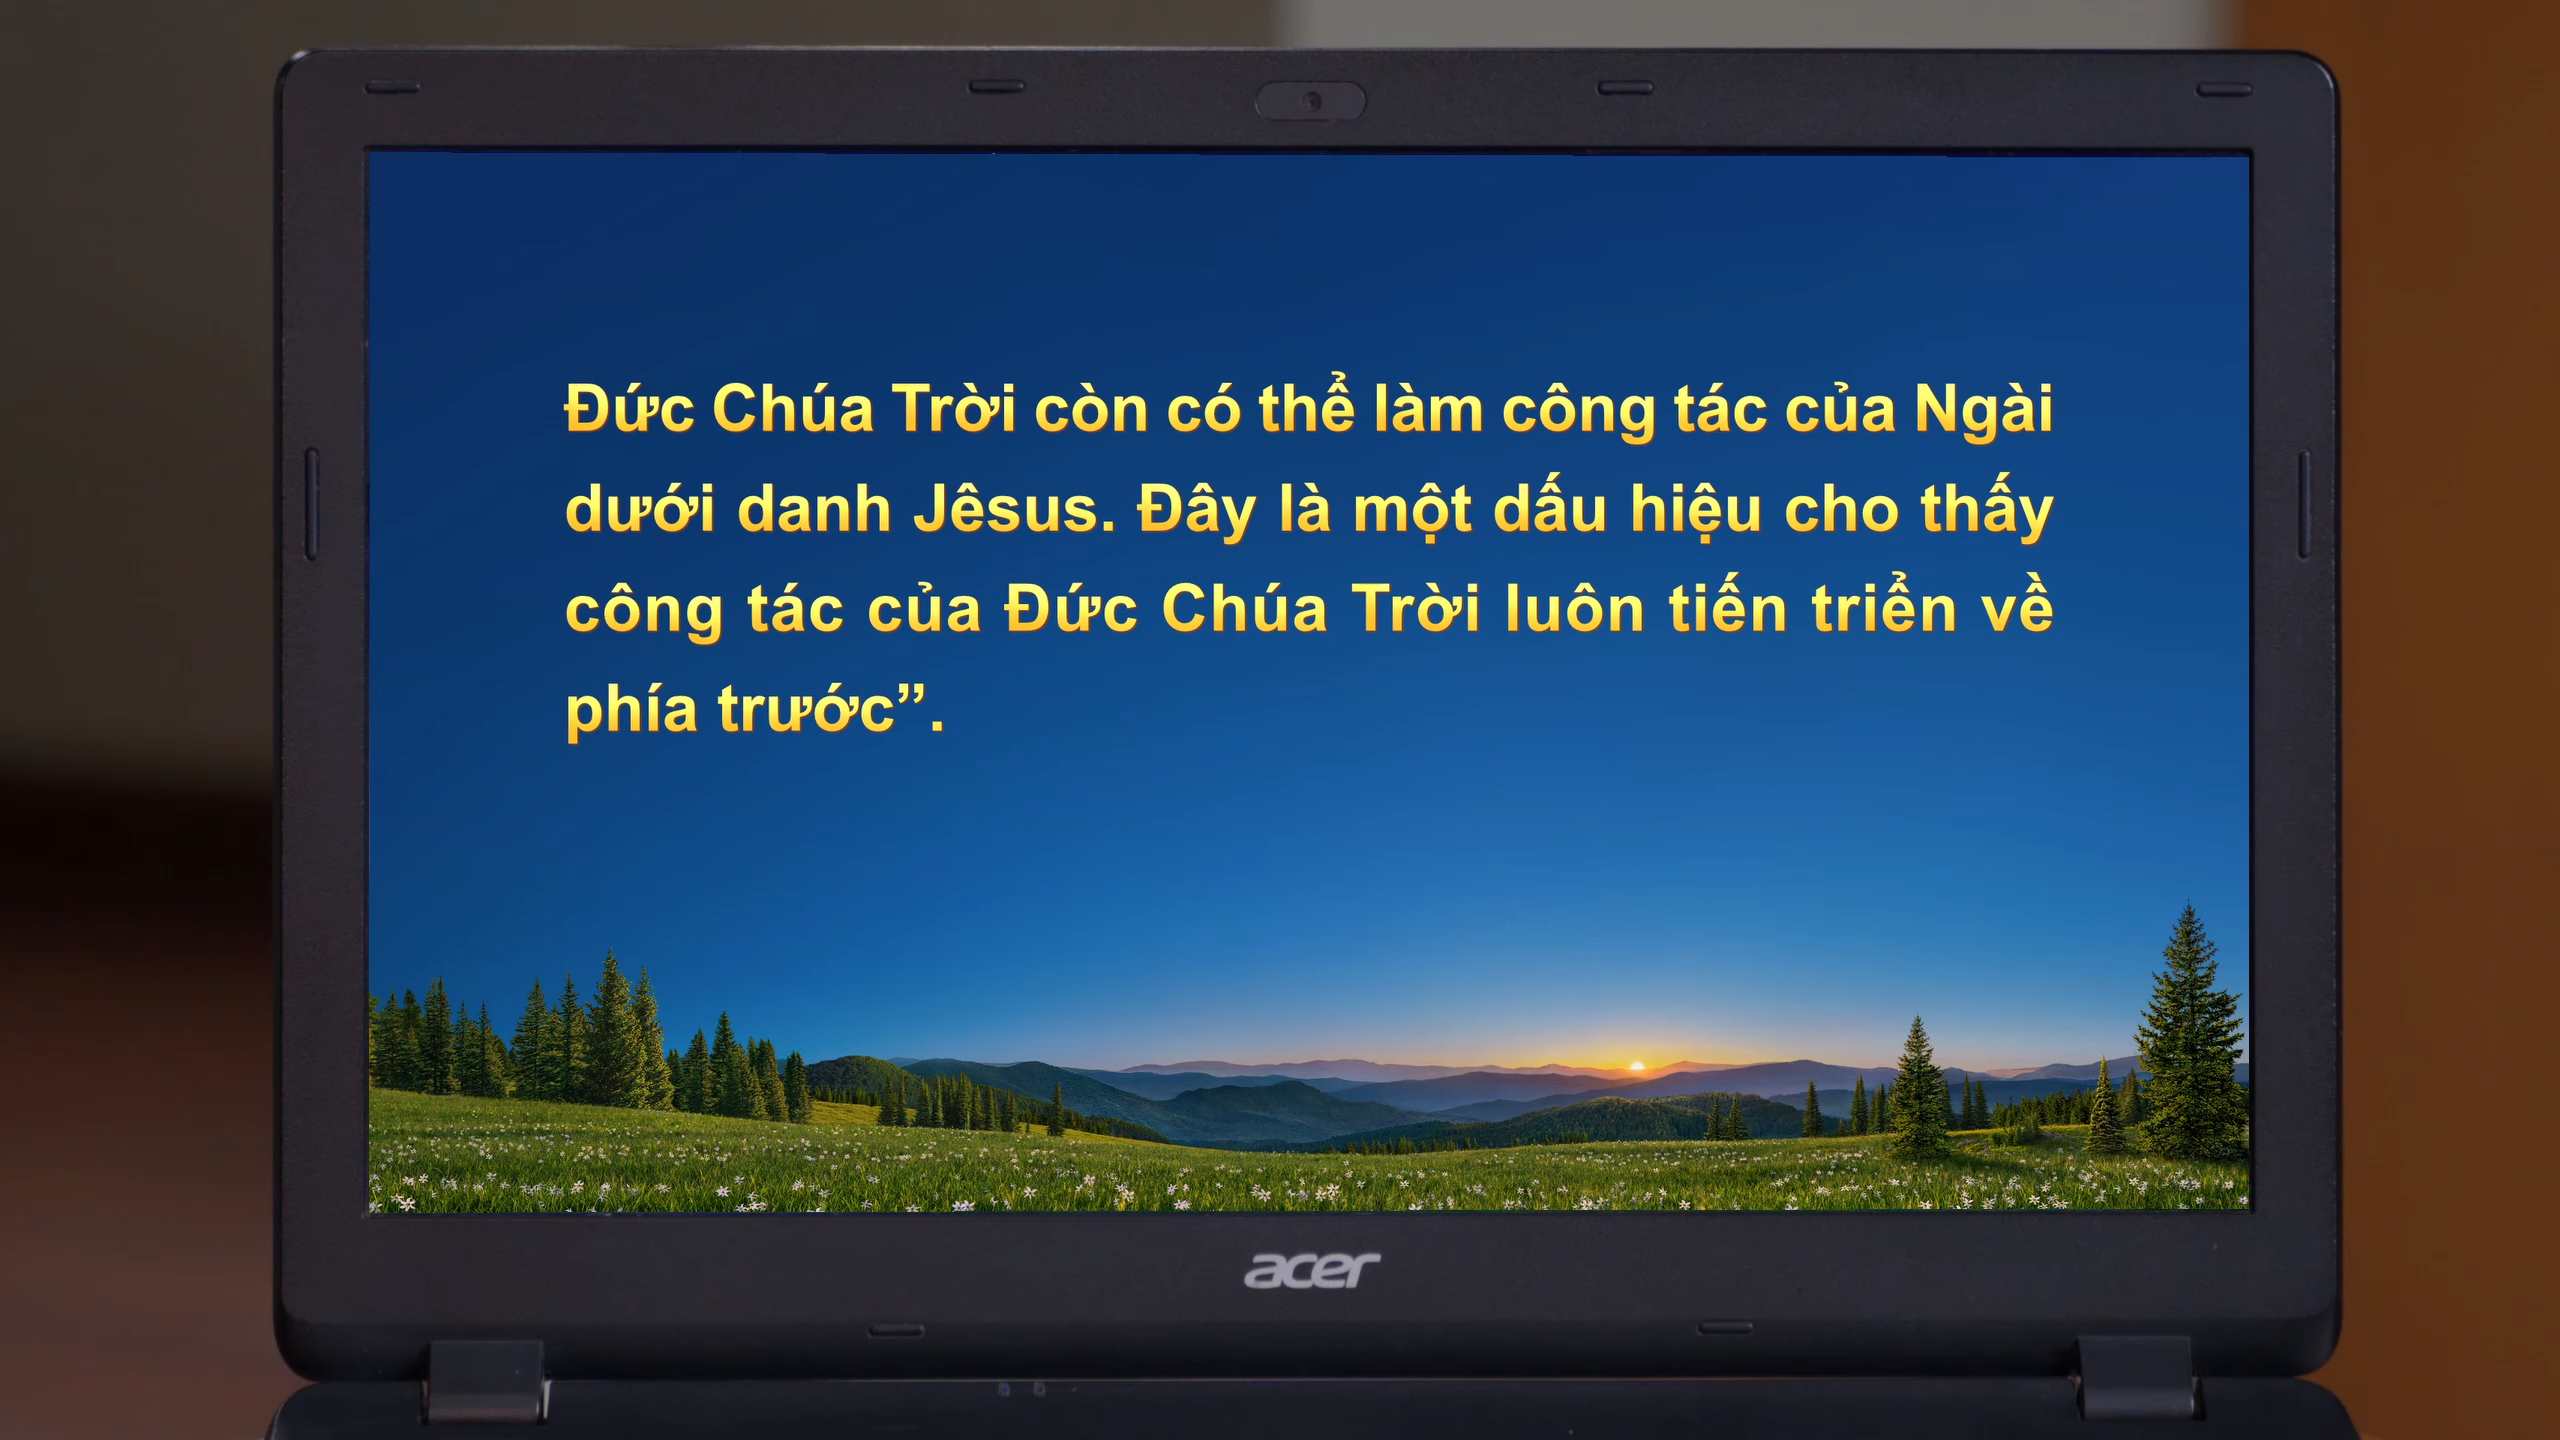 Đức Chúa Trời còn có thể làm công tác của Ngài
dưới danh Jêsus. Đây là một dấu hiệu cho thấy
công tác của Đức Chúa Trời luôn tiến triển về
phía trước”.
acer